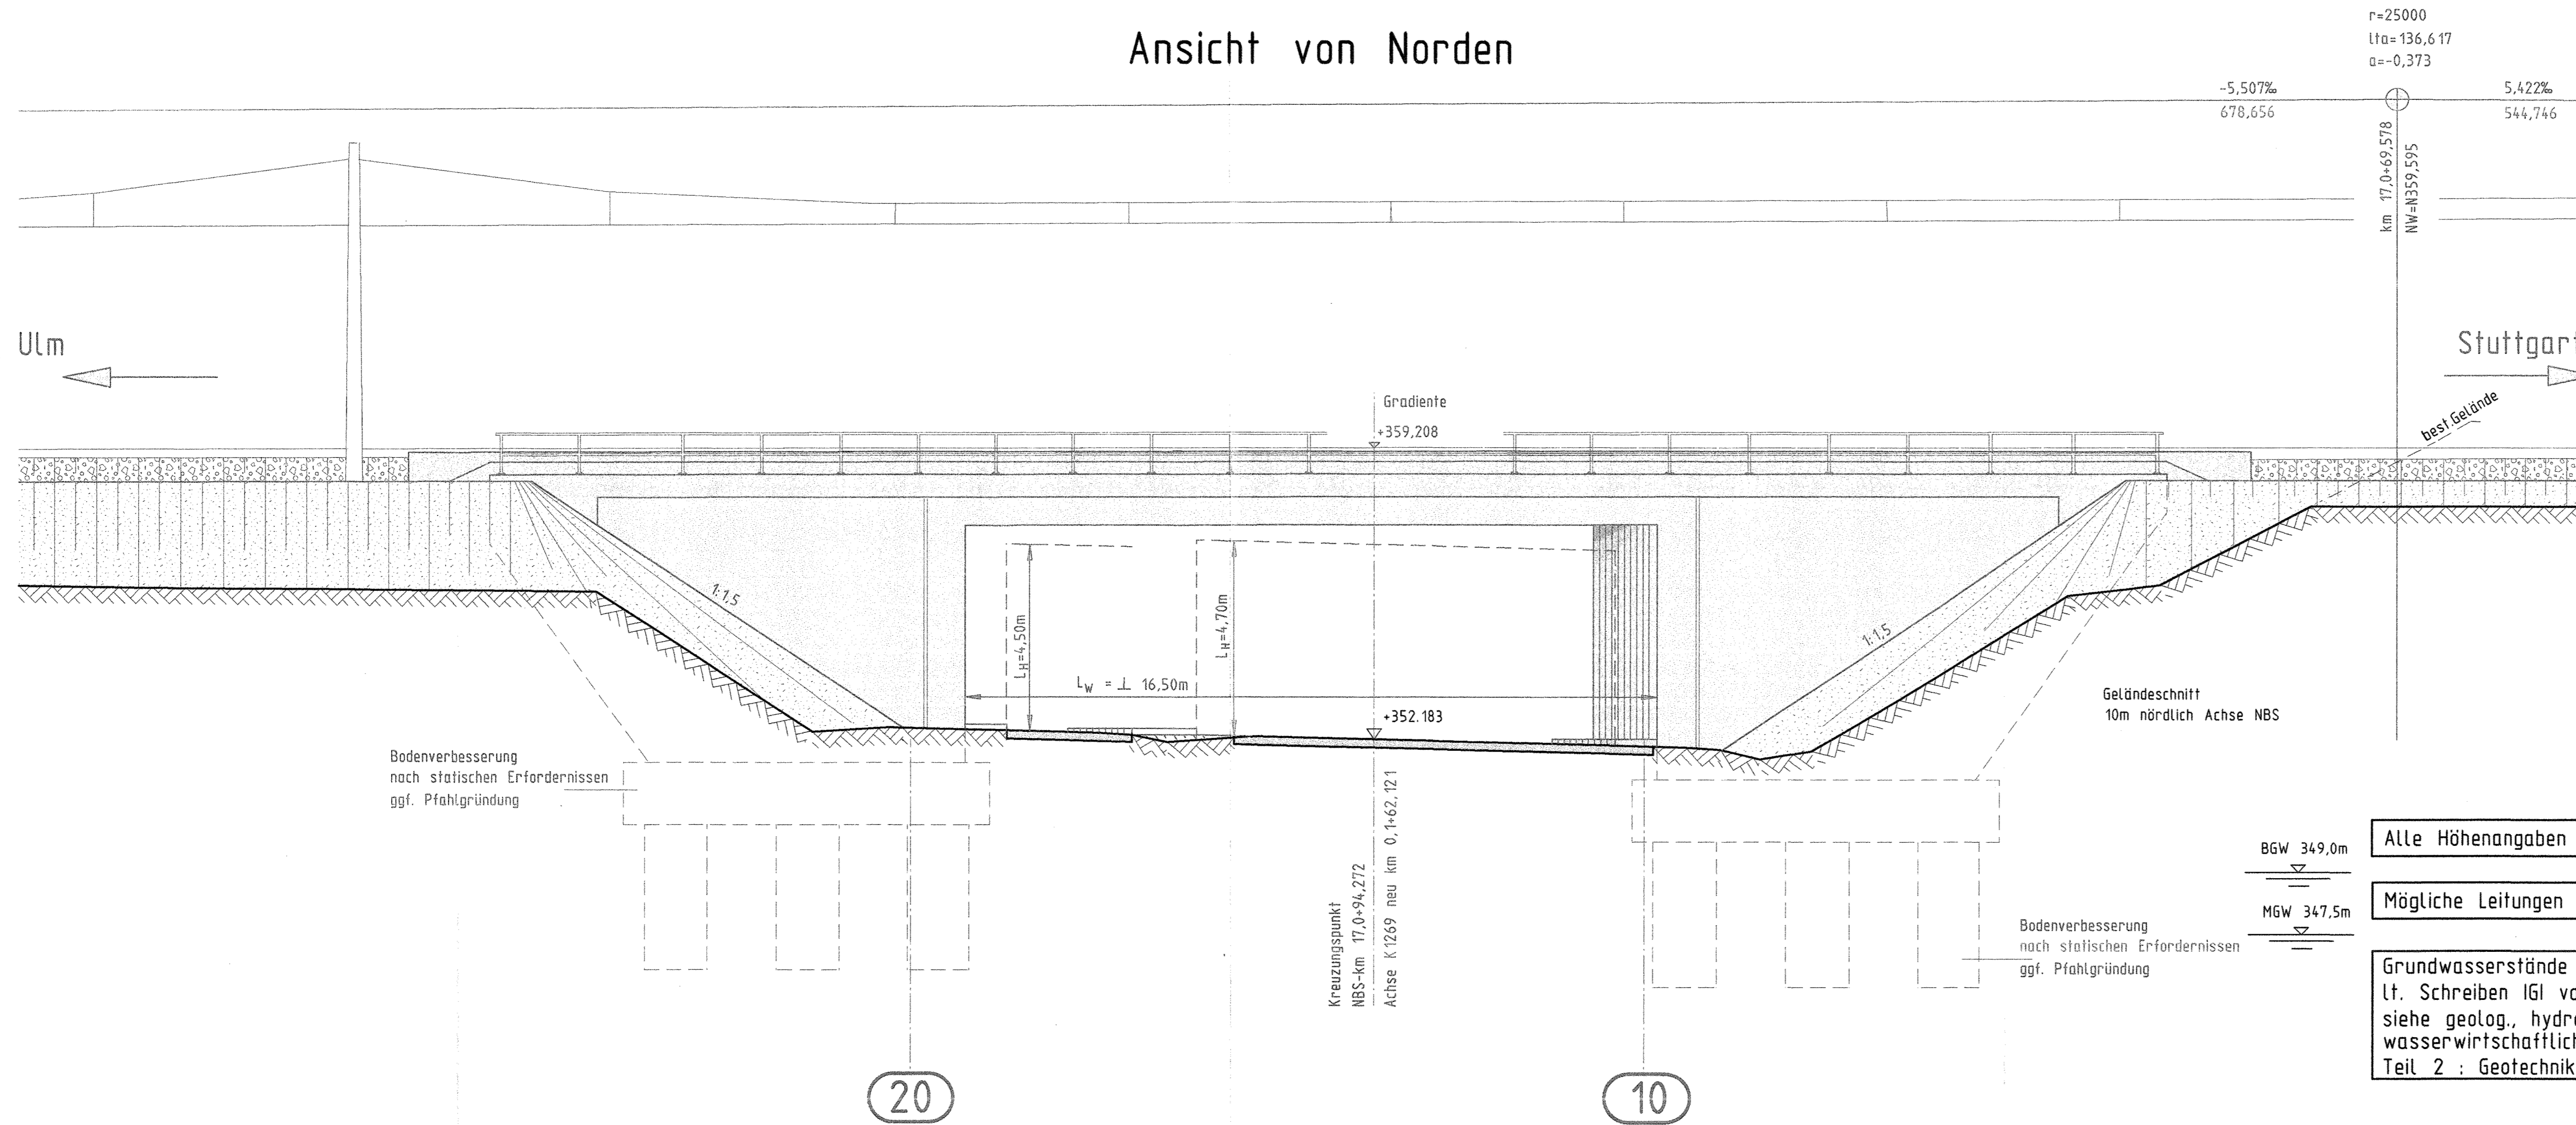 Ansicht von Norden
r=25000
lta=136,617
a=-0,373
-5,507‰
678,656
5,422‰
544,746
km 17,0+69,578
NW=N359,595
Ulm
Stuttgart
Gradiente
+359,208
best.Gelände
1:1,5
1:1,5
LH=4,50m
LH=4,70m
LW = ⊥ 16,50m
+352.183
Geländeschnitt
10m nördlich Achse NBS
Bodenverbesserung
nach statischen Erfordernissen
ggf. Pfahlgründung
Kreuzungspunkt
NBS-km 17,0+94,272
Achse K1269 neu km 0,1+62,121
Bodenverbesserung
nach statischen Erfordernissen
ggf. Pfahlgründung
BGW 349,0m
MGW 347,5m
Alle Höhenangaben
Mögliche Leitungen
Grundwasserstände
lt. Schreiben IGI
siehe geolog.,
Teil 2 : Geotechnik
20
10